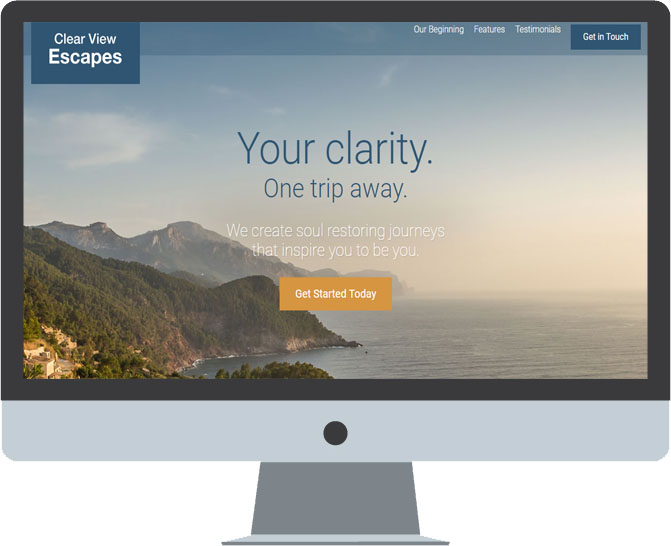 Clear View
Escapes
Our Beginning
Features
Testimonials
Get in Touch
Your clarity.
One trip away.
We create soul restoring journeys
that inspire you to be you.
Get Started Today